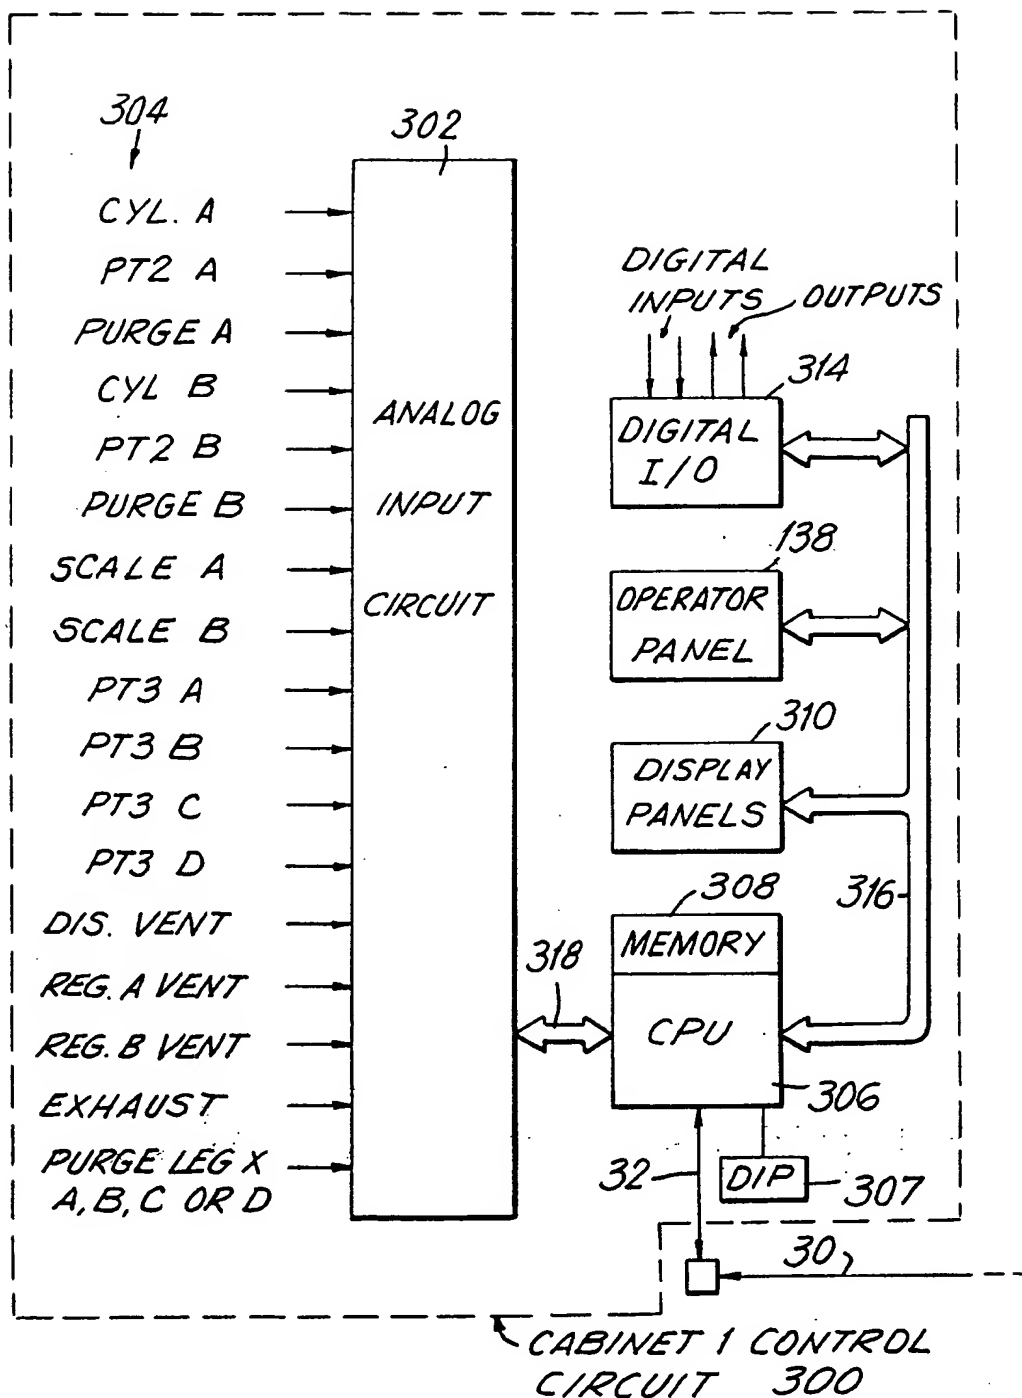 304
302
CYL. A
PT2 A
PURGE A
CYL B
PT2 B
PURGE B
SCALE A
SCALE B
PT3 A
PT3 B
PT3 C
PT3 D
DIS. VENT
REG. A VENT
REG. B VENT
EXHAUST
PURGE LEG X
A, B, C OR D
ANALOG
INPUT
CIRCUIT
DIGITAL
INPUTS
OUTPUTS
314
DIGITAL
I/O
138
OPERATOR
PANEL
310
DISPLAY
PANELS
316
308
MEMORY
318
CPU
306
32
DIP
307
30
CABINET 1 CONTROL
CIRCUIT 300